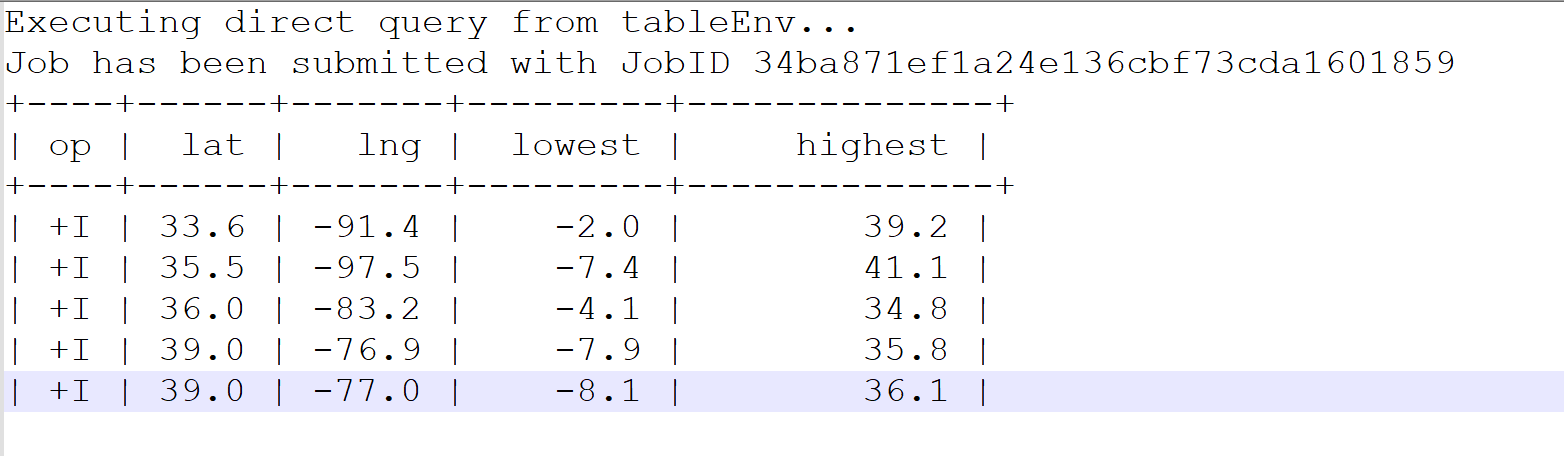 Executing direct query from tableEnv...
Job has been submitted with JobID 34ba871ef1a24e136cbf73cda1601859
+----+------+-------+---------+--------------+
| op |  lat |   lng |  lowest |      highest |
+----+------+-------+---------+--------------+
| +I | 33.6 | -91.4 |    -2.0 |         39.2 |
| +I | 35.5 | -97.5 |    -7.4 |         41.1 |
| +I | 36.0 | -83.2 |    -4.1 |         34.8 |
| +I | 39.0 | -76.9 |    -7.9 |         35.8 |
| +I | 39.0 | -77.0 |    -8.1 |         36.1 |